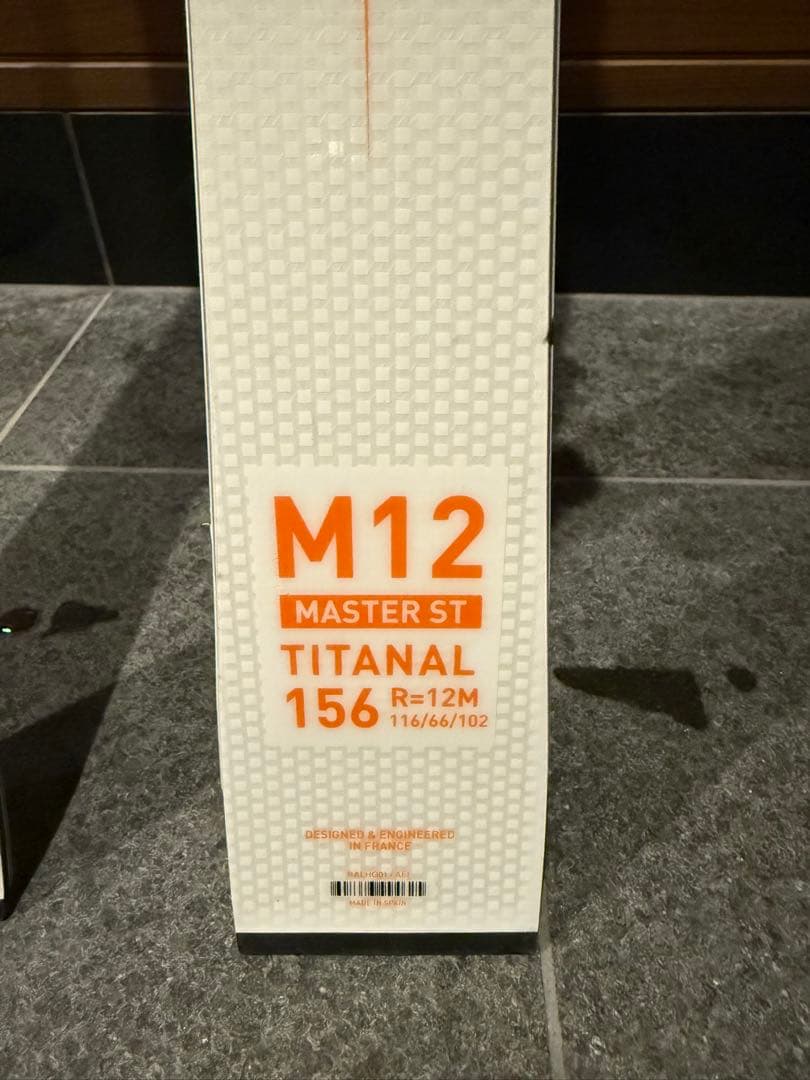 M12
MASTER ST
TITANAL
156 R=12M
116/66/102
DESIGNED & ENGINEERED
IN FRANCE
MADE IN SPAIN